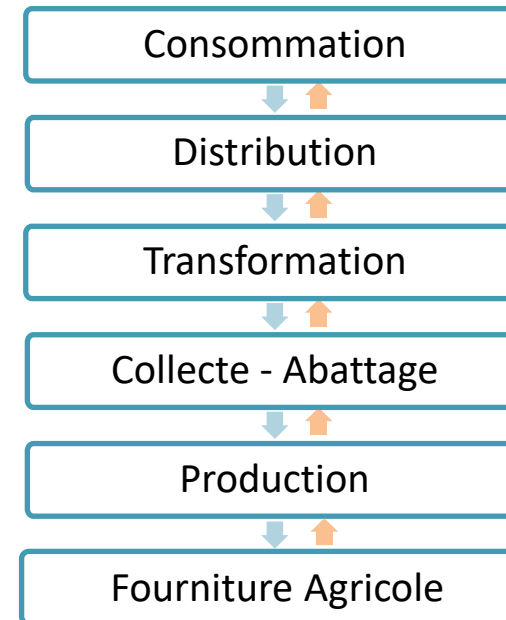 Consommation
Distribution
Transformation
Collecte - Abattage
Production
Fourniture Agricole